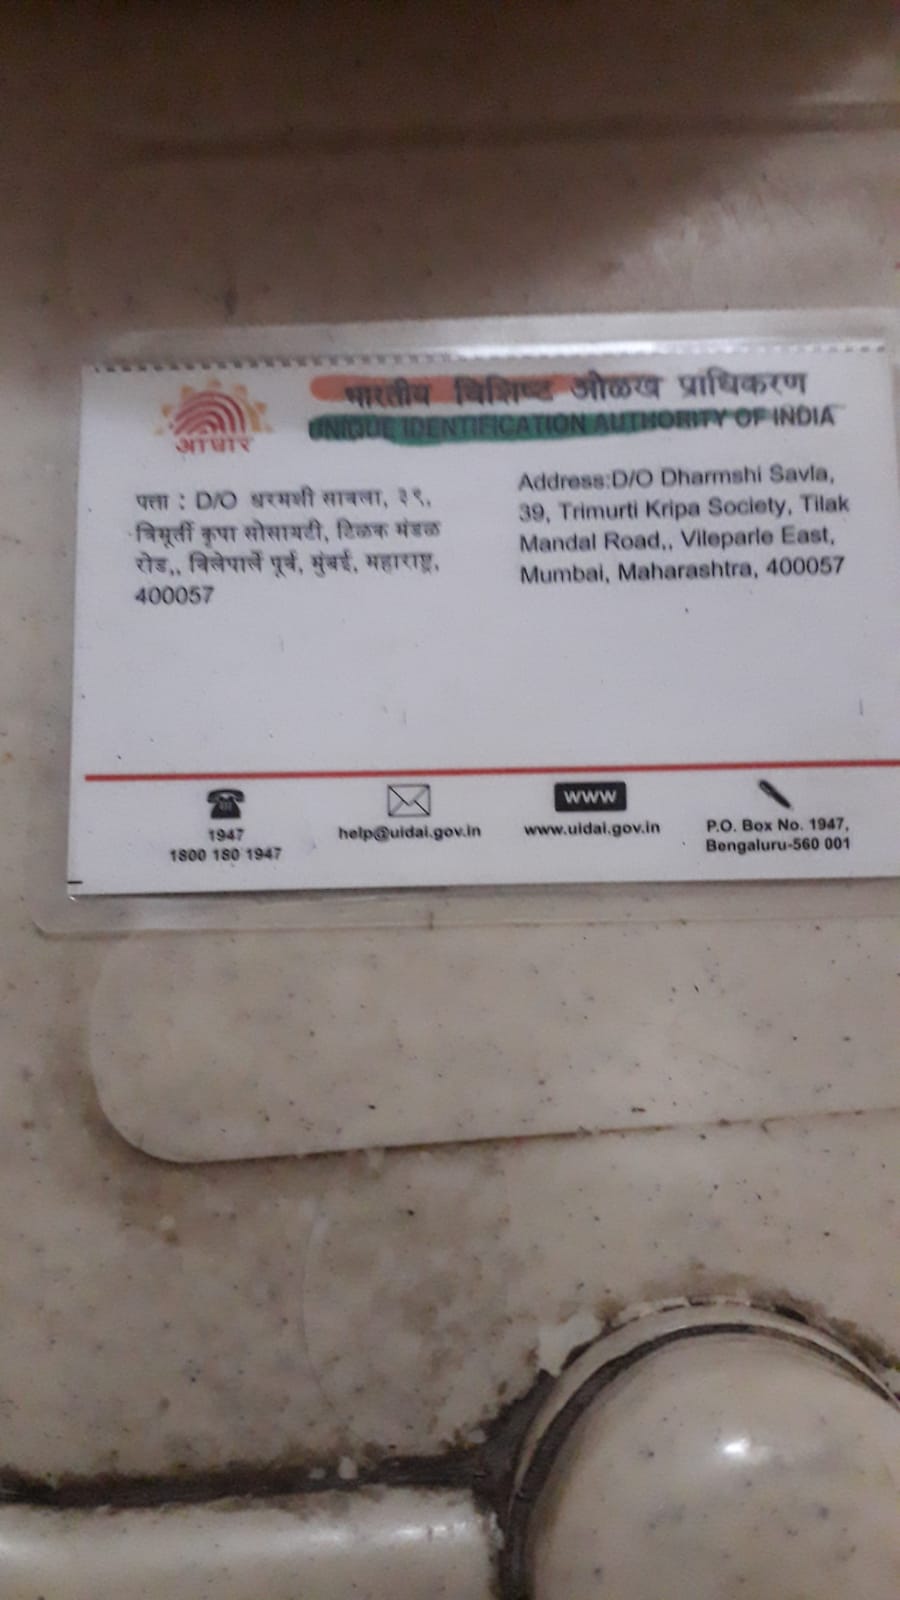 भारतीय विशिष्ट ओळख प्राधिकरण
UNIQUE IDENTIFICATION AUTHORITY OF INDIA
आधार
पत्ता : D/O धरमशी सावला, ३९,
त्रिमूर्ती कृपा सोसायटी, टिळक मंडळ
रोड,, विलेपार्ले पूर्व, मुंबई, महाराष्ट्र,
400057
Address:D/O Dharmshi Savla,
39, Trimurti Kripa Society, Tilak
Mandal Road,, Vileparle East,
Mumbai, Maharashtra, 400057
1947
1800 180 1947
help@uidai.gov.in
www
www.uidai.gov.in
P.O. Box No. 1947,
Bengaluru-560 001